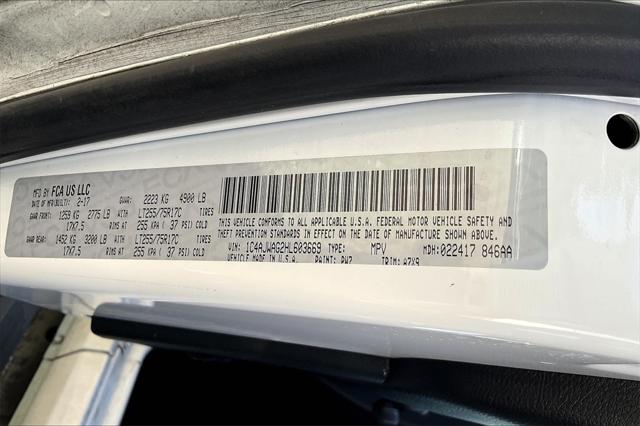 MFD BY FCA US LLC
DATE OF MFR(BUILT): 2-17 GVWR: 2223 KG 4900 LB
GAWR FRONT: 1259 KG 2775 LB WITH LT255/75R17C TIRES
17X7.5 RIMS AT 255 KPA ( 37 PSI) COLD
GAWR REAR: 1452 KG 3200 LB WITH LT255/75R17C TIRES
17X7.5 RIMS AT 255 KPA ( 37 PSI) COLD
THIS VEHICLE CONFORMS TO ALL APPLICABLE U.S.A. FEDERAL MOTOR VEHICLE SAFETY AND
THEFT PREVENTION STANDARDS IN EFFECT ON THE DATE OF MANUFACTURE SHOWN ABOVE.
VIN: 1C4AJWAG2HL603669 TYPE: MPV MDH:022417 846AA
VEHICLE MADE IN U.S.A. PAINT: PW7 TRIM: A7X9